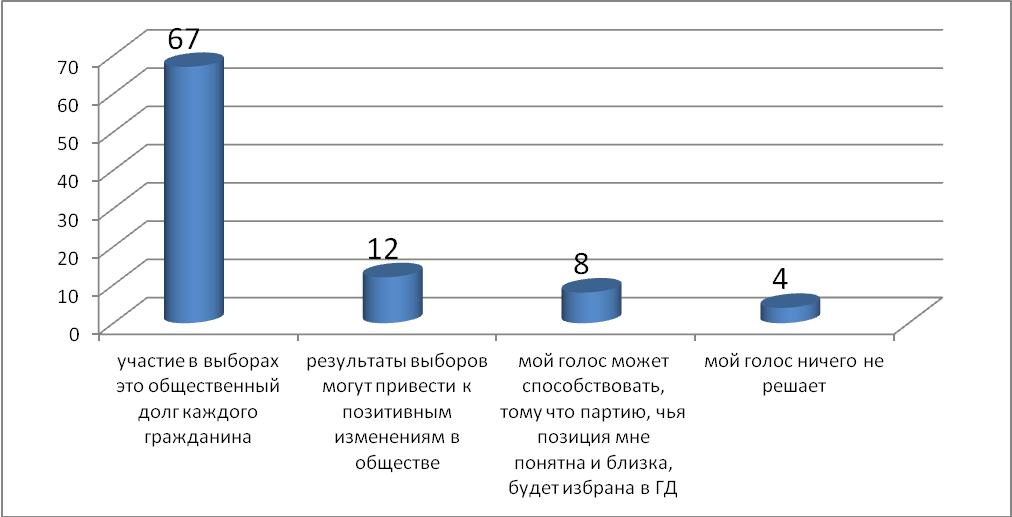 67
12
8
4
70
60
50
40
30
20
10
0
участие в выборах
это общественный
долг каждого
гражданина
результаты выборов
могут привести к
позитивным
изменениям в
обществе
мой голос может
способствовать,
тому что партию, чья
позиция мне
понятна и близка,
будет избрана в ГД
мой голос ничего не
решает